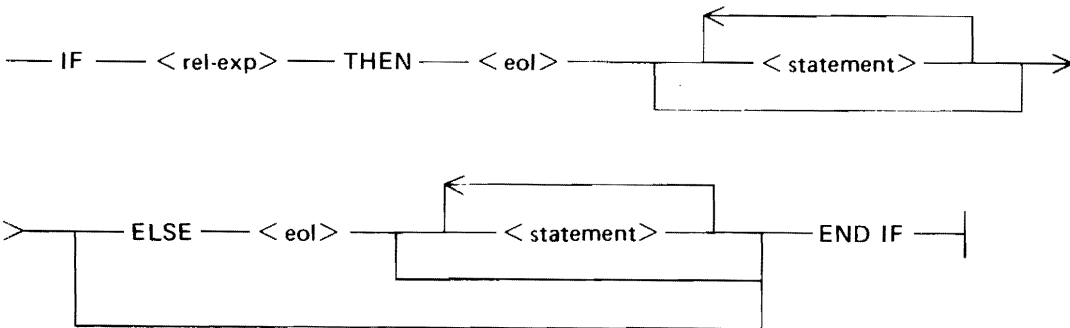 IF <rel-exp> THEN <eol> <statement>
ELSE <eol> <statement> END IF